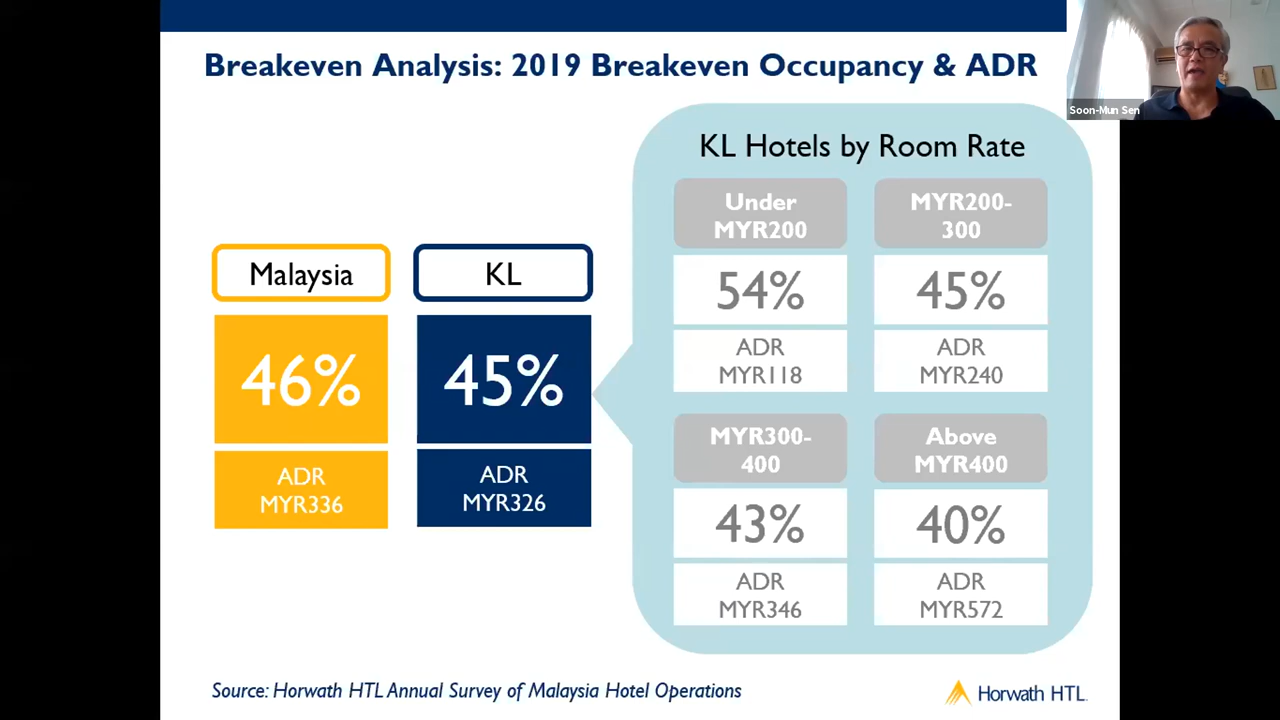 Breakeven Analysis: 2019 Breakeven Occupancy & ADR
Soon-Mun Sen
KL Hotels by Room Rate
Malaysia
46%
ADR
MYR336
KL
45%
ADR
MYR326
Under
MYR200
54%
ADR
MYR118
MYR200-
300
45%
ADR
MYR240
MYR300-
400
43%
ADR
MYR346
Above
MYR400
40%
ADR
MYR572
Source: Horwath HTL Annual Survey of Malaysia Hotel Operations
Horwath HTL.